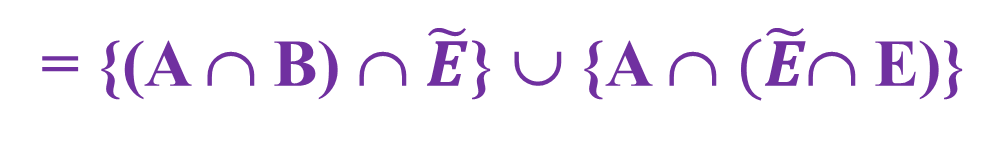 = {(A ∩ B) ∩ Ẽ} ∪ {A ∩ (Ẽ∩ E)}